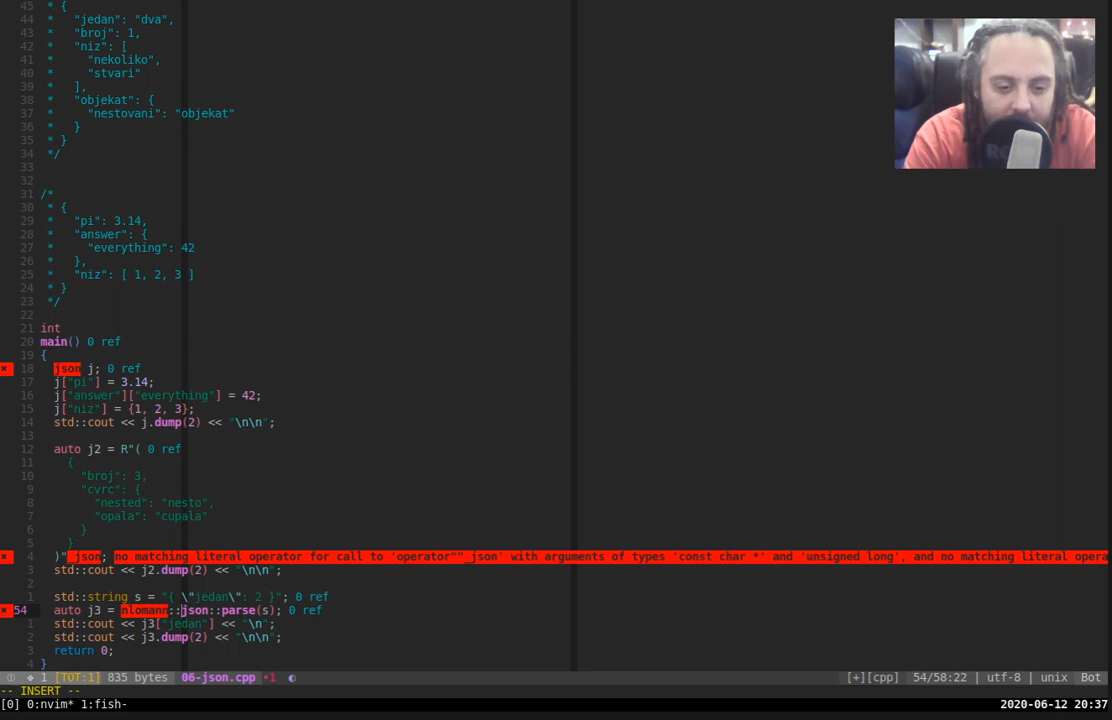 45  * {
44  *   "jedan": "dva",
43  *   "broj": 1,
42  *   "niz": [
41  *     "nekoliko",
40  *     "stvari"
39  *   ],
38  *   "objekat": {
37  *     "nestovani": "objekat"
36  *   }
35  * }
34  */
33
32
31 /*
30  * {
29  *   "pi": 3.14,
28  *   "answer": {
27  *     "everything": 42
26  *   },
25  *   "niz": [ 1, 2, 3 ]
24  * }
23  */
22
21 int
20 main() 0 ref
19 {
✖ 18   json j; 0 ref
17   j["pi"] = 3.14;
16   j["answer"]["everything"] = 42;
15   j["niz"] = {1, 2, 3};
14   std::cout << j.dump(2) << "\n\n";
13
12   auto j2 = R"( 0 ref
11     {
10       "broj": 3,
9       "cvrc": {
8         "nested": "nesto",
7         "opala": "cupala"
6       }
5     }
✖ 4   )"_json; no matching literal operator for call to 'operator""_json' with arguments of types 'const char *' and 'unsigned long', and no matching literal opera
3   std::cout << j2.dump(2) << "\n\n";
2
1   std::string s = "{ \"jedan\": 2 }"; 0 ref
✖ 54   auto j3 = nlomann::json::parse(s); 0 ref
1   std::cout << j3["jedan"] << "\n";
2   std::cout << j3.dump(2) << "\n\n";
3   return 0;
4 }
1 [TOT:1] 835 bytes 06-json.cpp •1 [+][cpp] 54/58:22 | utf-8 | unix | Bot
-- INSERT --
[0] 0:nvim* 1:fish- 2020-06-12 20:37